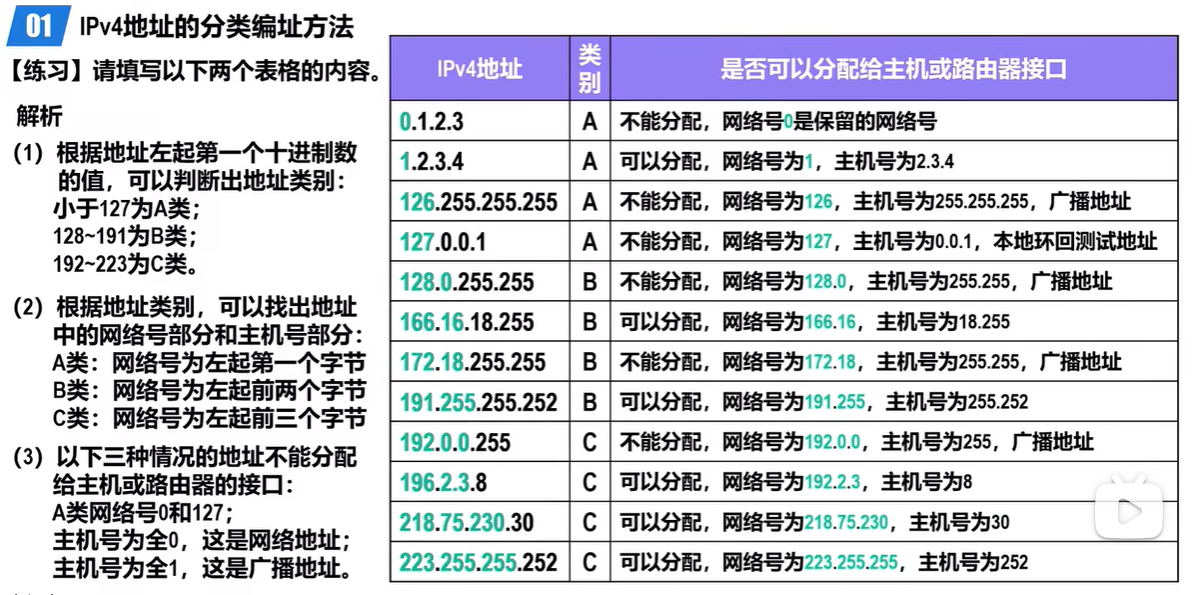 01 IPv4地址的分类编址方法
【练习】请填写以下两个表格的内容。
解析
(1) 根据地址左起第一个十进制数
的值，可以判断出地址类别：
小于127为A类；
128~191为B类；
192~223为C类。
(2) 根据地址类别，可以找出地址
中的网络号部分和主机号部分：
A类：网络号为左起第一个字节
B类：网络号为左起前两个字节
C类：网络号为左起前三个字节
(3) 以下三种情况的地址不能分配
给主机或路由器的接口：
A类网络号0和127；
主机号为全0，这是网络地址；
主机号为全1，这是广播地址。
IPv4地址 类别 是否可以分配给主机或路由器接口
0.1.2.3 A 不能分配，网络号0是保留的网络号
1.2.3.4 A 可以分配，网络号为1，主机号为2.3.4
126.255.255.255 A 不能分配，网络号为126，主机号为255.255.255，广播地址
127.0.0.1 A 不能分配，网络号为127，主机号为0.0.1，本地环回测试地址
128.0.255.255 B 不能分配，网络号为128.0，主机号为255.255，广播地址
166.16.18.255 B 可以分配，网络号为166.16，主机号为18.255
172.18.255.255 B 不能分配，网络号为172.18，主机号为255.255，广播地址
191.255.255.252 B 可以分配，网络号为191.255，主机号为255.252
192.0.0.255 C 不能分配，网络号为192.0.0，主机号为255，广播地址
196.2.3.8 C 可以分配，网络号为192.2.3，主机号为8
218.75.230.30 C 可以分配，网络号为218.75.230，主机号为30
223.255.255.252 C 可以分配，网络号为223.255.255，主机号为252